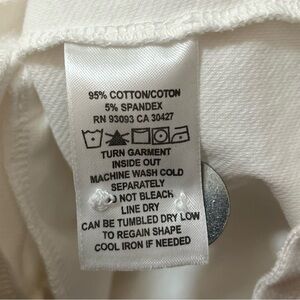 95% COTTON/COTON
5% SPANDEX
RN 93093 CA 30427
TURN GARMENT
INSIDE OUT
MACHINE WASH COLD
SEPARATELY
DO NOT BLEACH
LINE DRY
CAN BE TUMBLED DRY LOW
TO REGAIN SHAPE
COOL IRON IF NEEDED